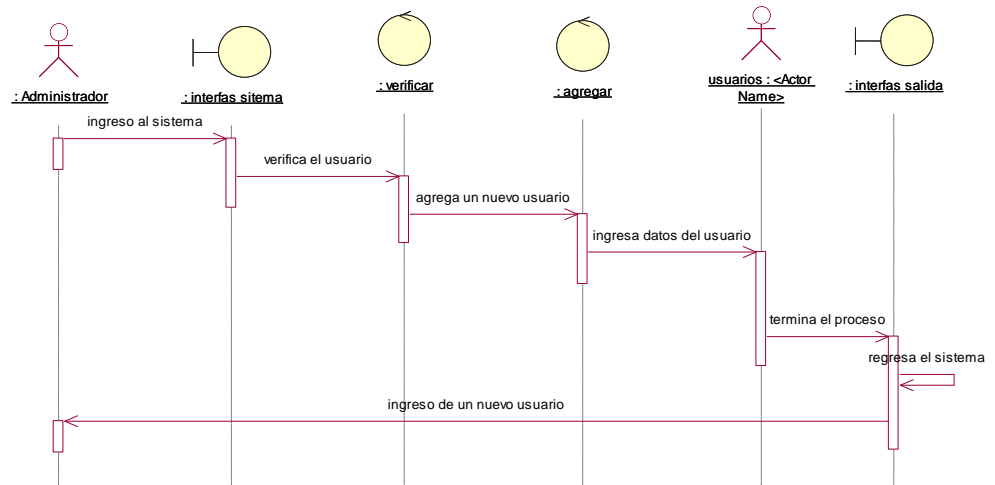 : Administrador
: interfas sitema
: verificar
: agregar
usuarios : <Actor
Name>
: interfas salida
ingreso al sistema
verifica el usuario
agrega un nuevo usuario
ingresa datos del usuario
termina el proceso
regresa el sistema
ingreso de un nuevo usuario